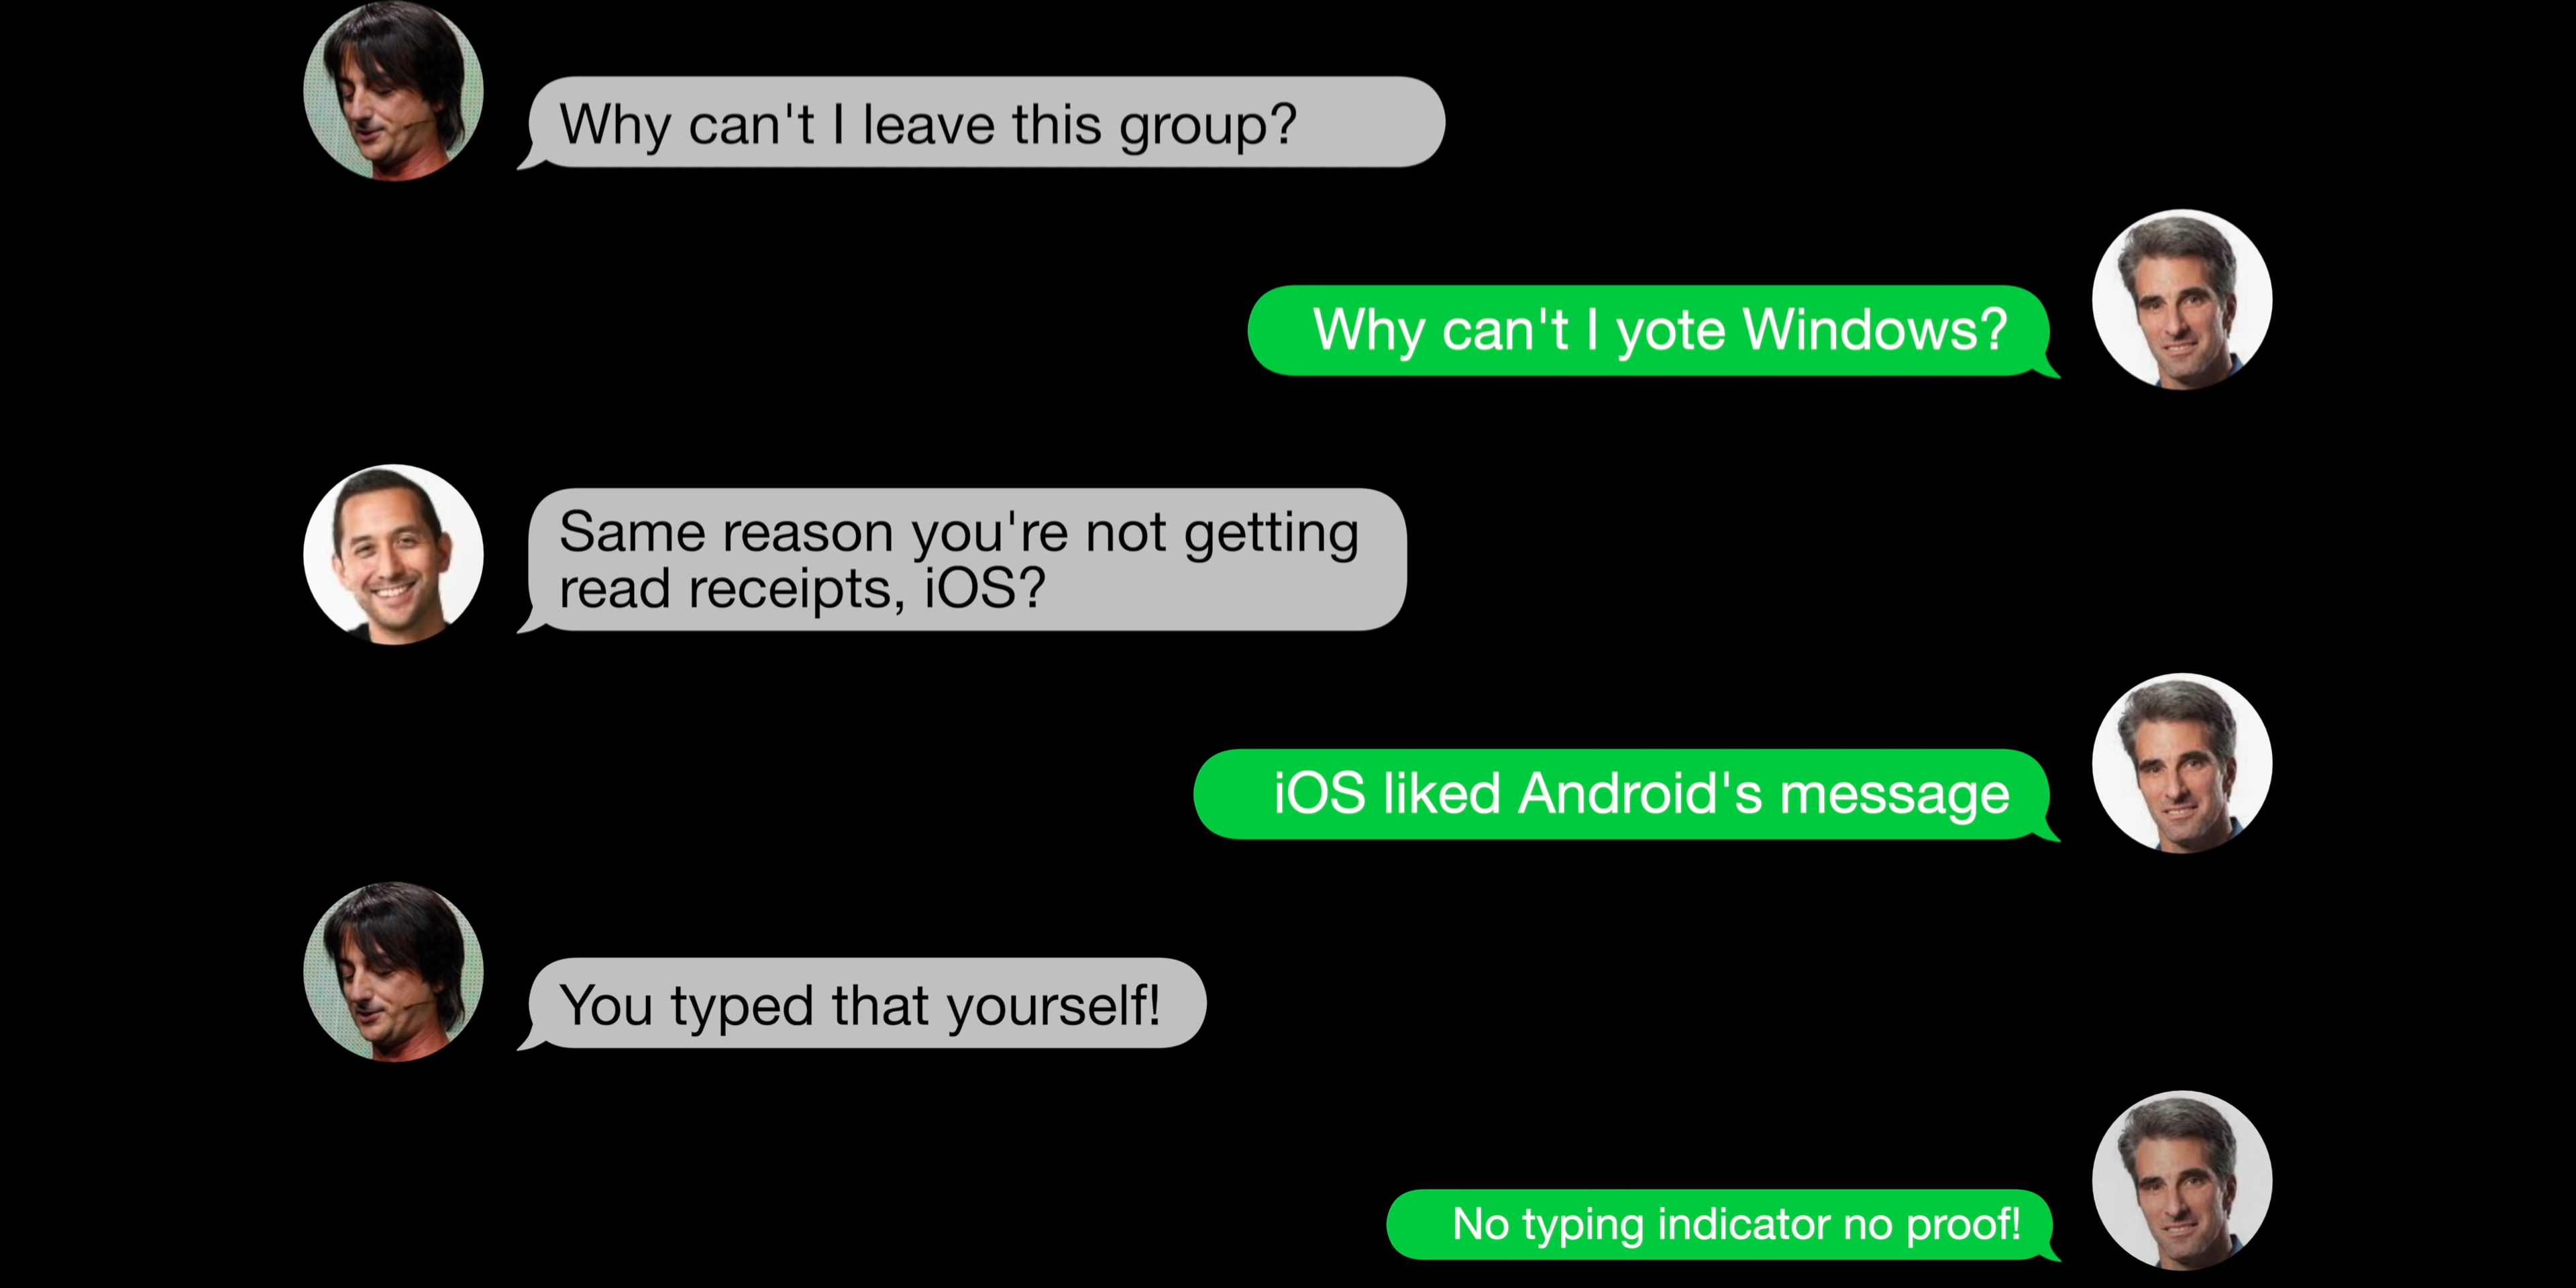 Why can't I leave this group?
Why can't I yote Windows?
Same reason you're not getting
read receipts, iOS?
iOS liked Android's message
You typed that yourself!
No typing indicator no proof!